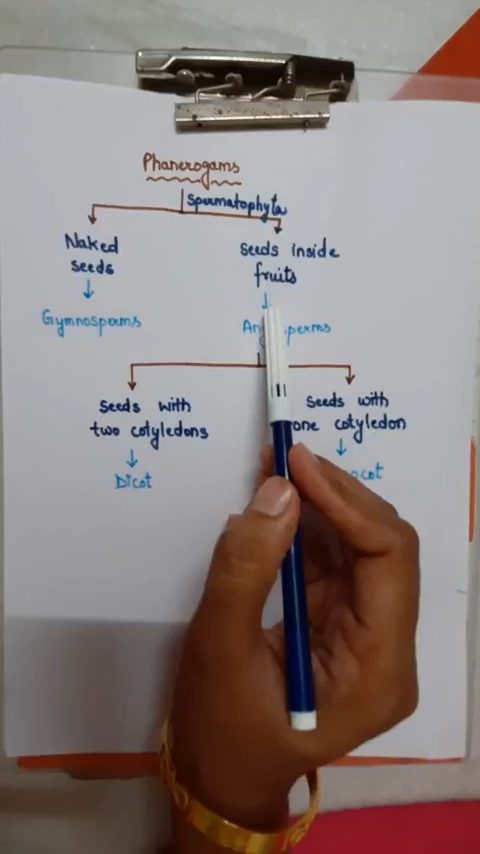 Phanerogams
Spermatophyta
Naked
seeds
Seeds inside
fruits
Gymnosperms
Seeds with
two cotyledons
Seeds with
one cotyledon
Dicot